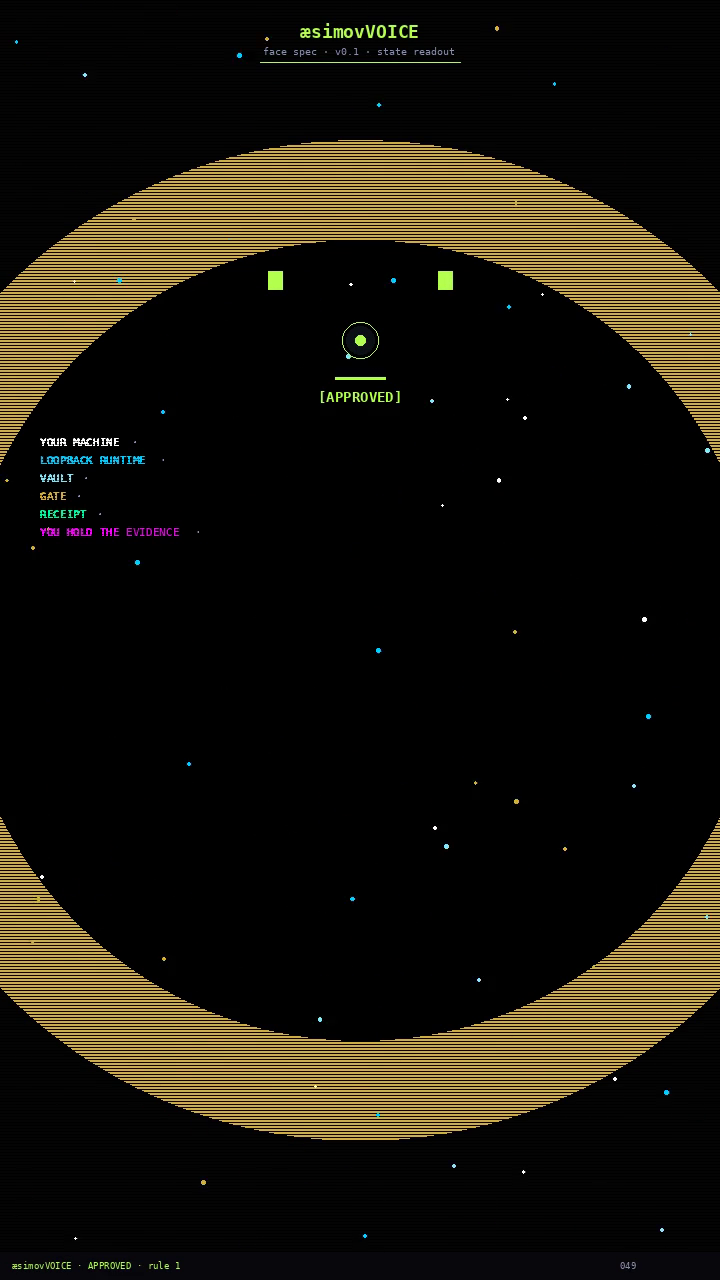 æsimovVOICE
face spec · v0.1 · state readout
[APPROVED]
YOUR MACHINE ·
LOOPBACK RUNTIME ·
VAULT ·
GATE ·
RECEIPT ·
YOU HOLD THE EVIDENCE ·
æsimovVOICE · APPROVED · rule 1
049